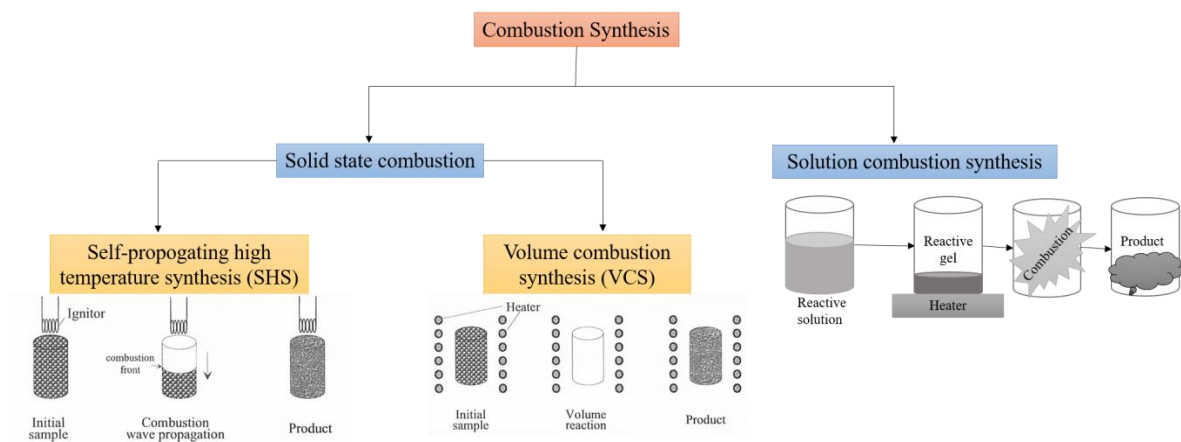 Combustion Synthesis
Solid state combustion
Solution combustion synthesis
Self-propogating high
temperature synthesis (SHS)
Volume combustion
synthesis (VCS)
Ignitor
combustion
front
Initial
sample
Combustion
wave propagation
Product
Heater
Initial
sample
Volume
reaction
Product
Reactive
solution
Reactive
gel
Heater
Combustion
Product